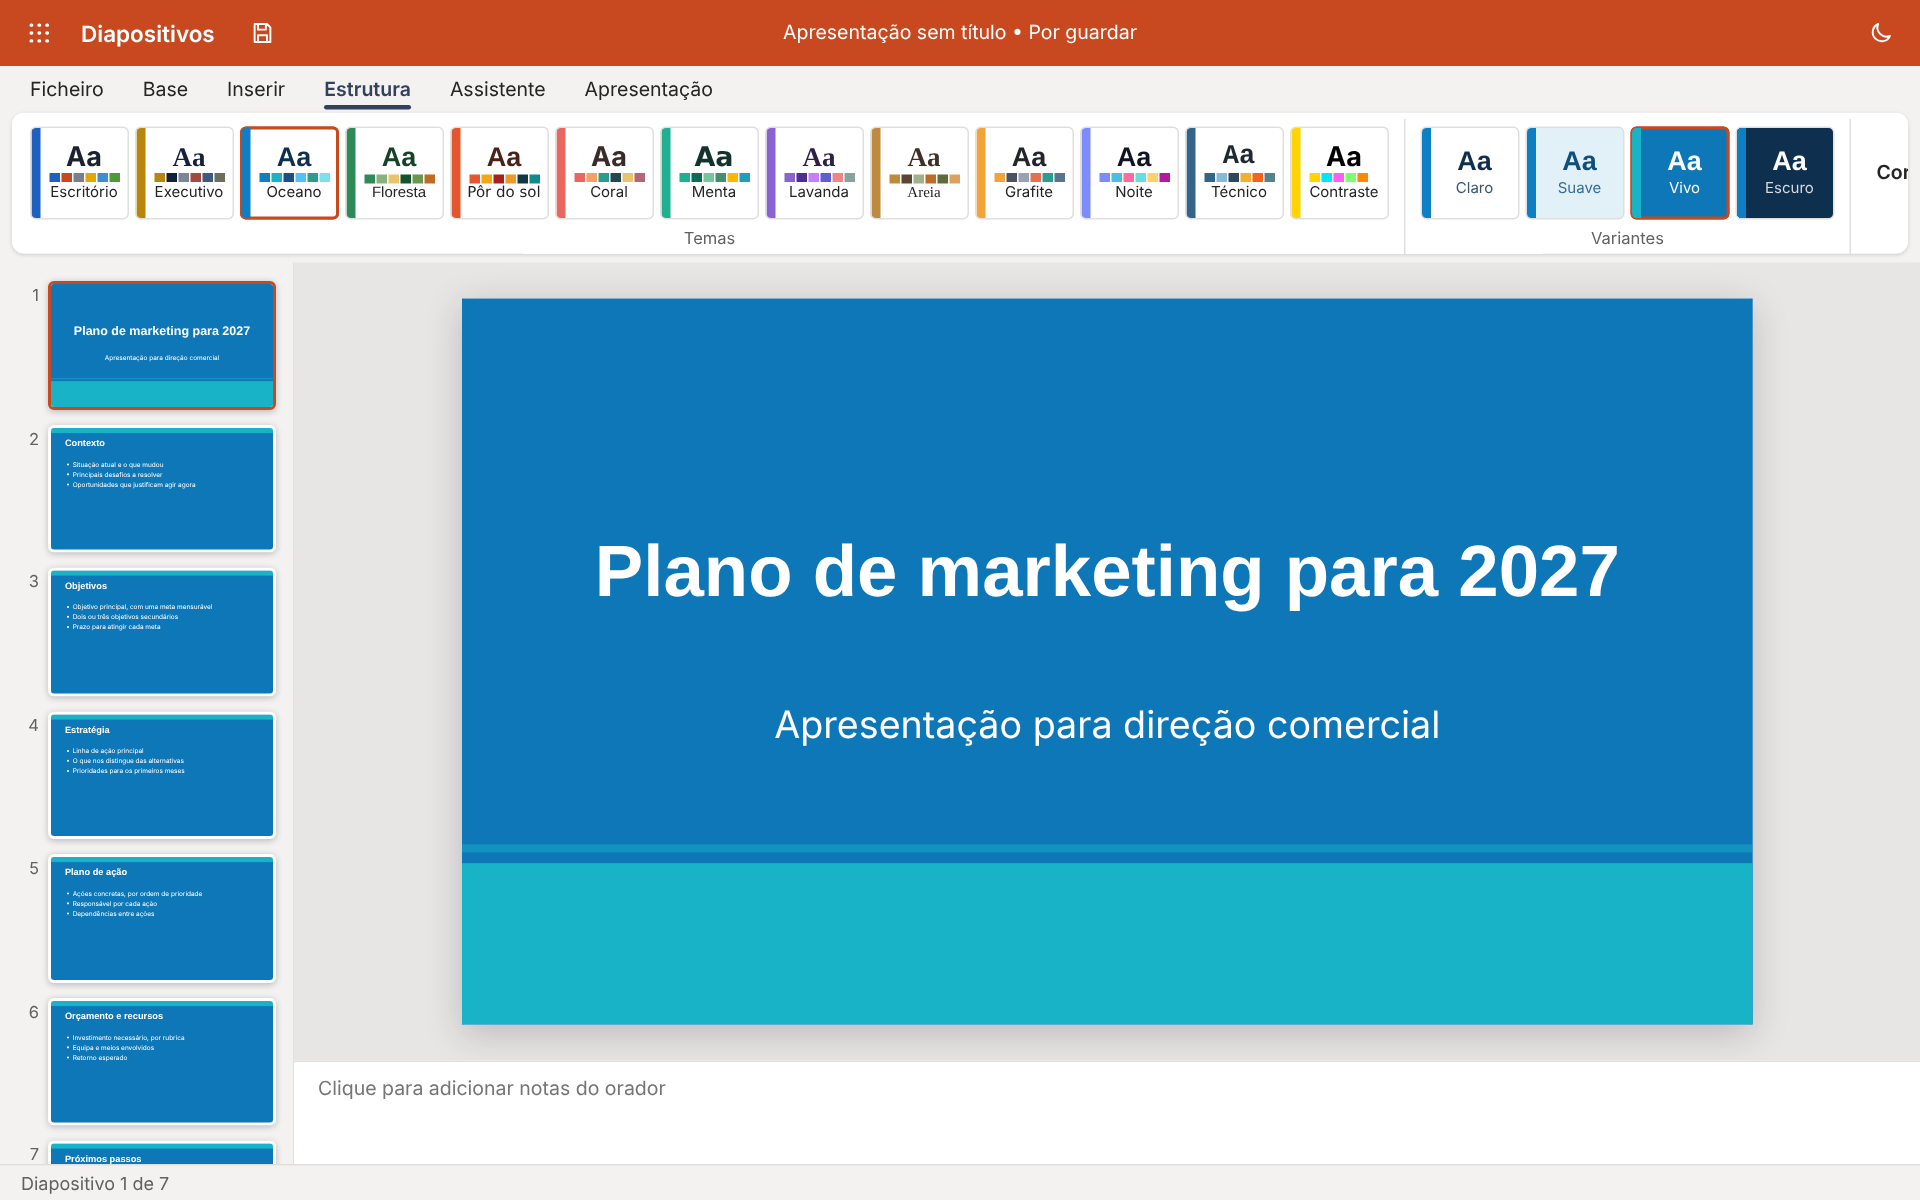 Diapositivos
Apresentação sem título • Por guardar
Ficheiro Base Inserir Estrutura Assistente Apresentação
Aa Aa Aa Aa Aa Aa Aa Aa Aa Aa Aa Aa Aa Aa Aa Aa Aa
Escritório Executivo Oceano Floresta Pôr do sol Coral Menta Lavanda Areia Grafite Noite Técnico Contraste Claro Suave Vivo Escuro
Temas
Variantes
1
Plano de marketing para 2027
Apresentação para direção comercial
2
Contexto
• Situação atual e o que mudou
• Principais desafios a resolver
• Oportunidades que justificam agir agora
3
Objetivos
• Objetivo principal, com uma meta mensurável
• Dois ou três objetivos secundários
• Prazo para atingir cada meta
4
Estratégia
• Linha de ação principal
• O que nos distingue das alternativas
• Prioridades para os primeiros meses
5
Plano de ação
• Ações concretas, por ordem de prioridade
• Responsável por cada ação
• Dependências entre ações
6
Orçamento e recursos
• Investimento necessário, por rubrica
• Equipa e meios envolvidos
• Retorno esperado
7
Próximos passos
Plano de marketing para 2027
Apresentação para direção comercial
Clique para adicionar notas do orador
Diapositivo 1 de 7